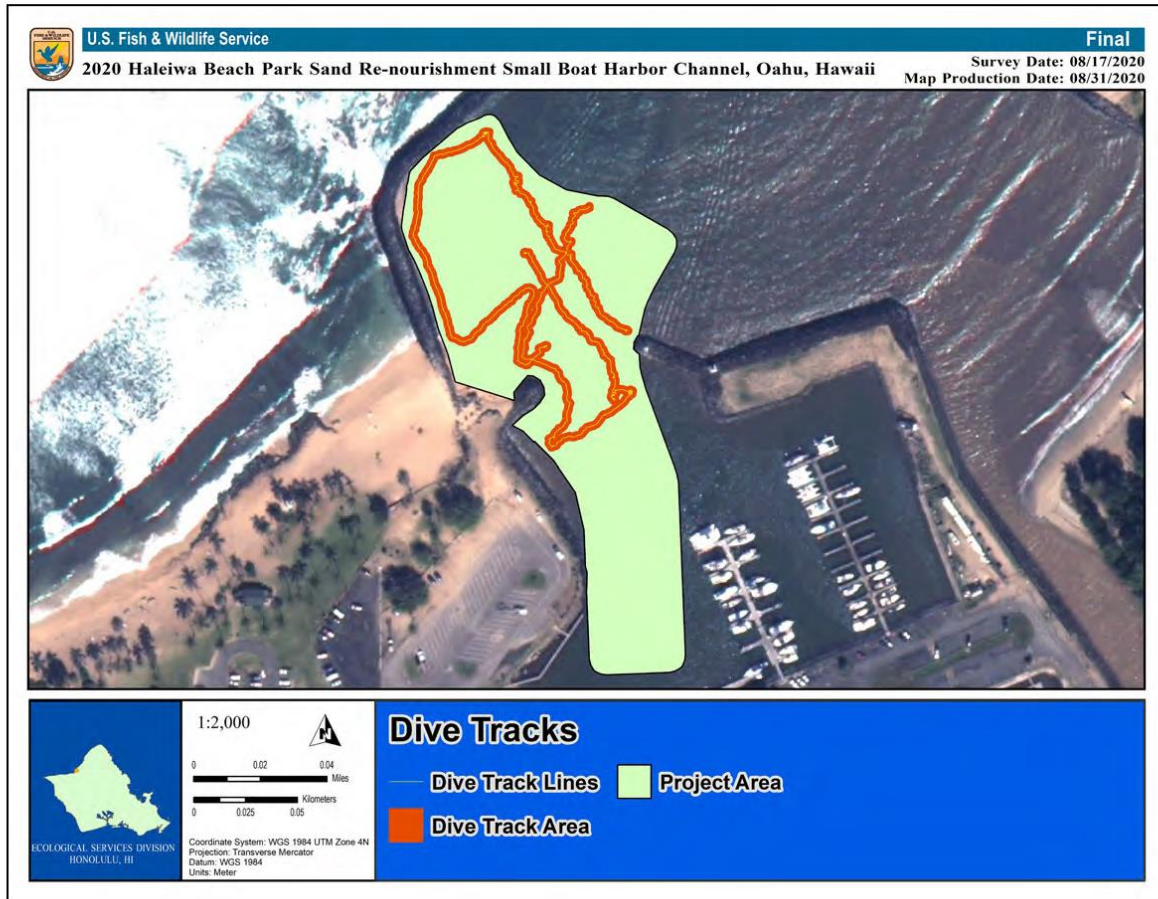 U.S.
FISH & WILDLIFE
SERVICE
U.S. Fish & Wildlife Service
Final
2020 Haleiwa Beach Park Sand Re-nourishment Small Boat Harbor Channel, Oahu, Hawaii
Survey Date: 08/17/2020
Map Production Date: 08/31/2020
ECOLOGICAL SERVICES DIVISION
HONOLULU, HI
1:2,000
N
0 0.02 0.04
Miles
Kilometers
0 0.025 0.05
Coordinate System: WGS 1984 UTM Zone 4N
Projection: Transverse Mercator
Datum: WGS 1984
Units: Meter
Dive Tracks
Dive Track Lines
Project Area
Dive Track Area